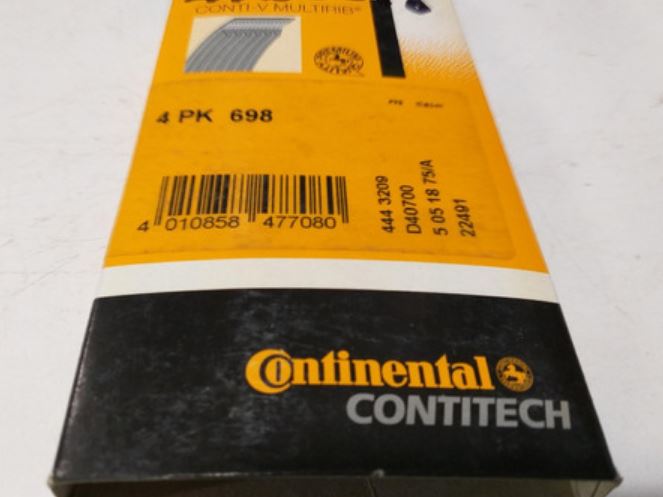 CONTI-V MULTIRIB®
4 PK 698
4 010858 477080
444 3209
D40700
5 05 18 75/A
22491
Continental
CONTITECH